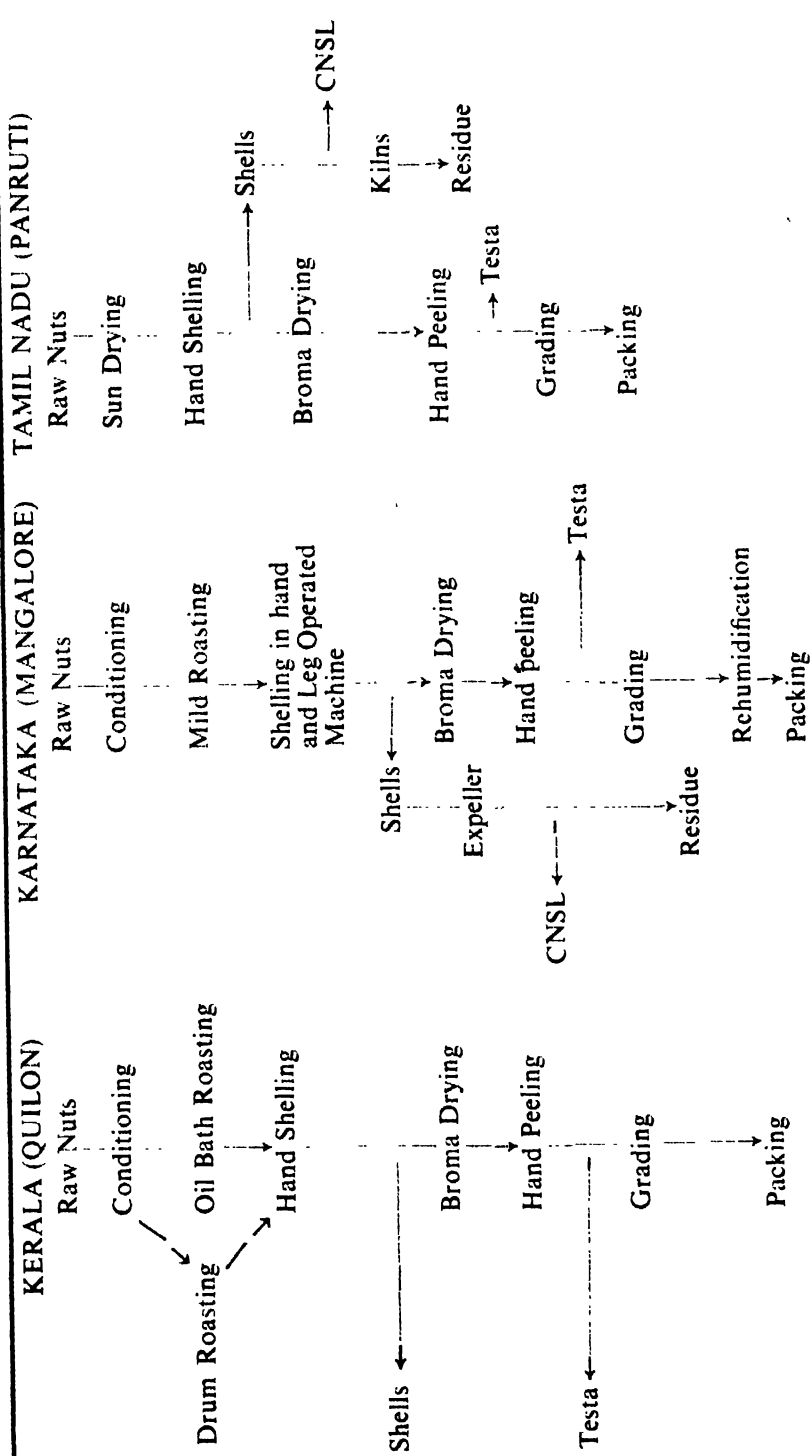 KERALA (QUILON)
Raw Nuts
Conditioning
Drum Roasting
Oil Bath Roasting
Hand Shelling
Shells
Broma Drying
Hand Peeling
Testa
Grading
Packing
KARNATAKA (MANGALORE)
Raw Nuts
Conditioning
Mild Roasting
Shelling in hand
and Leg Operated
Machine
Shells
Expeller
Broma Drying
Hand peeling
CNSL
Testa
Residue
Grading
Rehumidification
Packing
TAMIL NADU (PANRUTI)
Raw Nuts
Sun Drying
Hand Shelling
Shells
Broma Drying
CNSL
Kilns
Hand Peeling
Residue
Testa
Grading
Packing